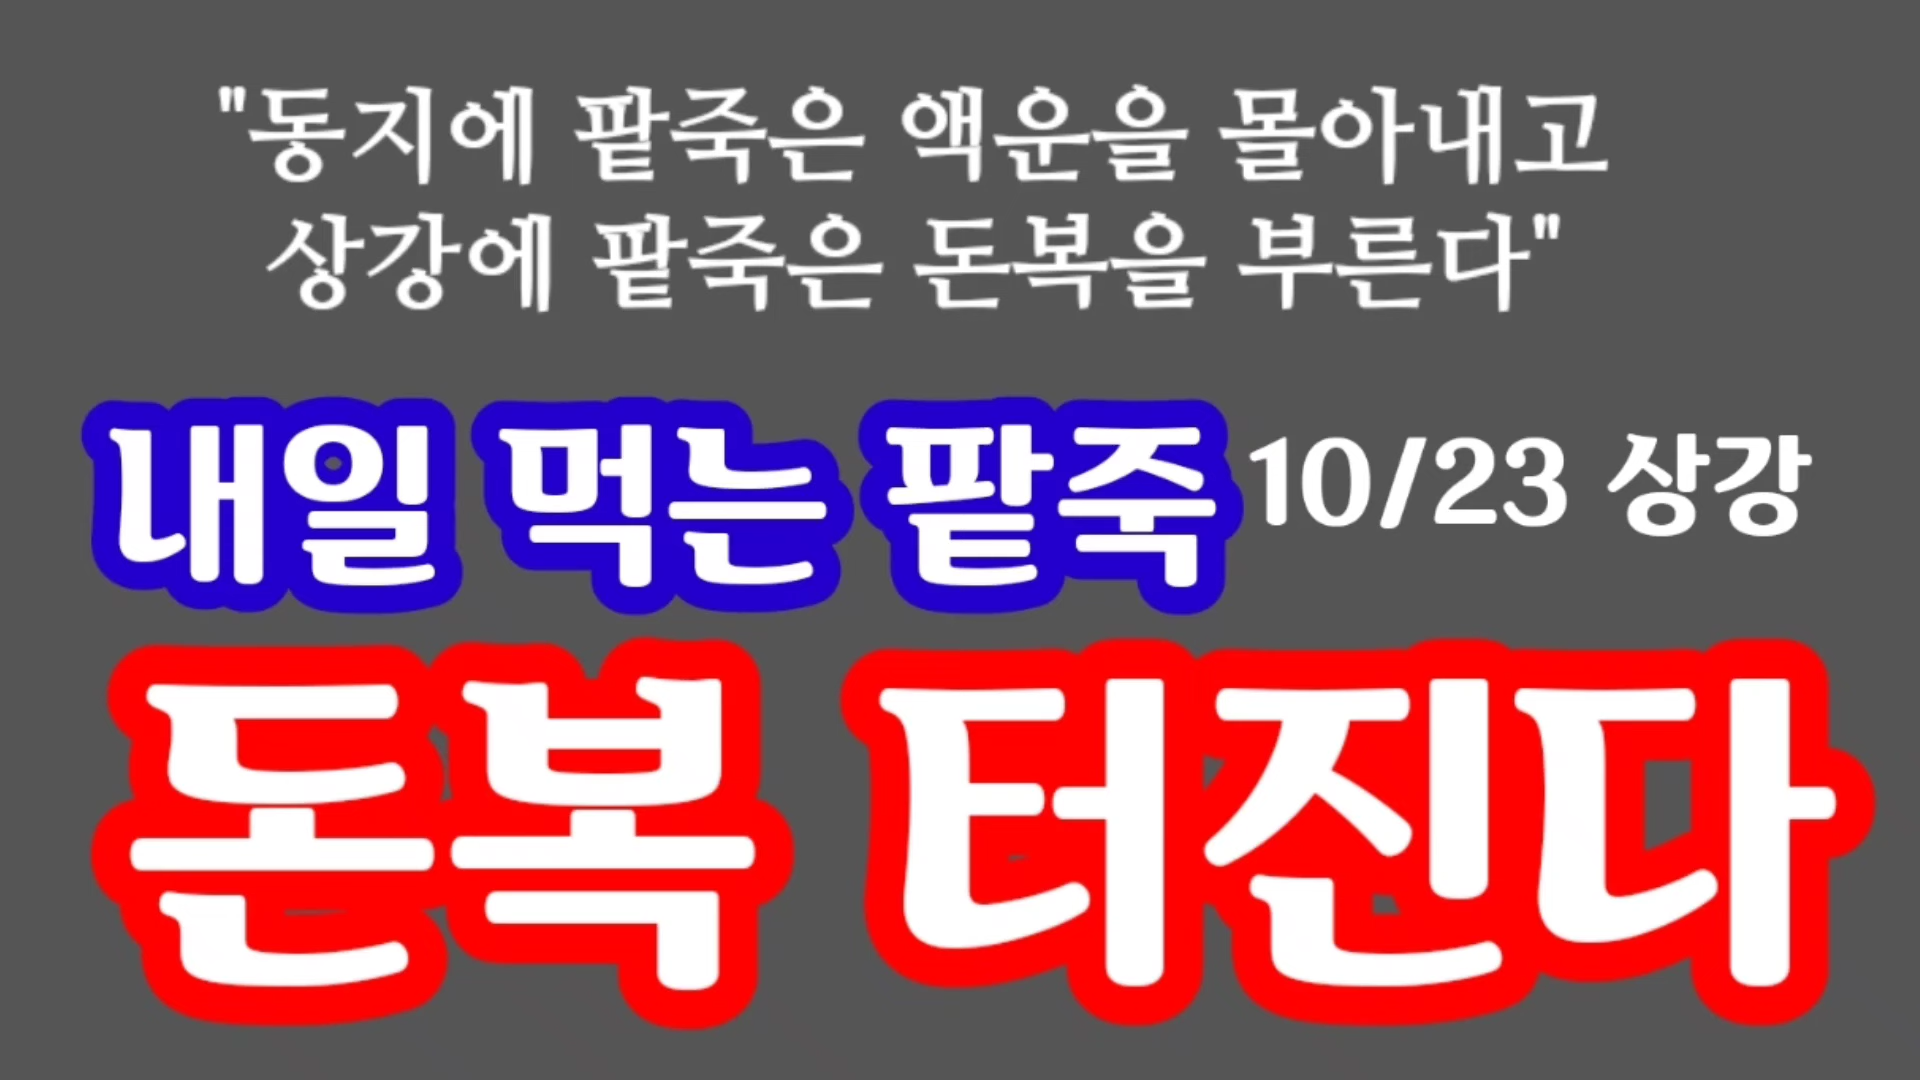 "동지에 팥죽은 액운을 몰아내고
상강에 팥죽은 돈복을 부른다"
내일 먹는 팥죽 10/23 상강
돈복 터진다